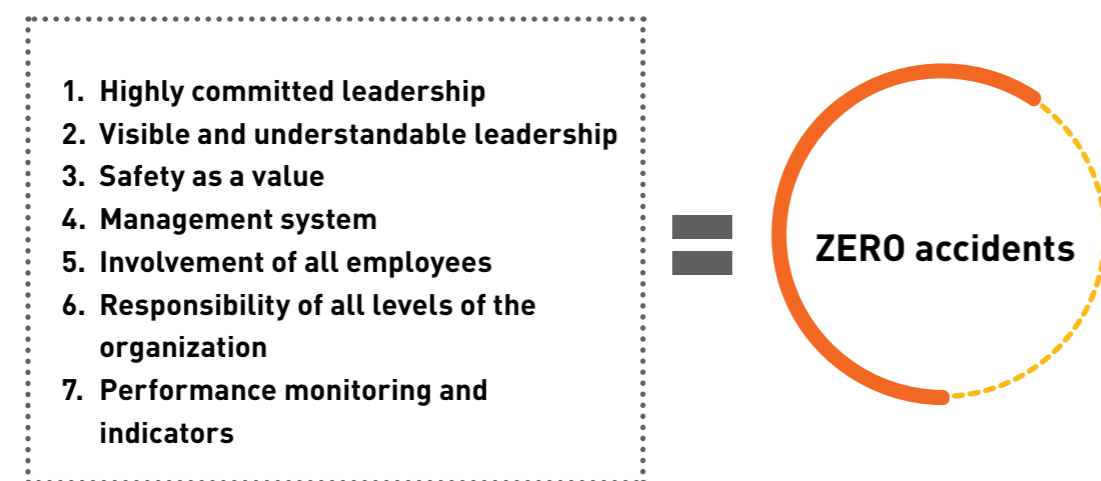 1. Highly committed leadership
2. Visible and understandable leadership
3. Safety as a value
4. Management system
5. Involvement of all employees
6. Responsibility of all levels of the
organization
7. Performance monitoring and
indicators
=
ZERO accidents